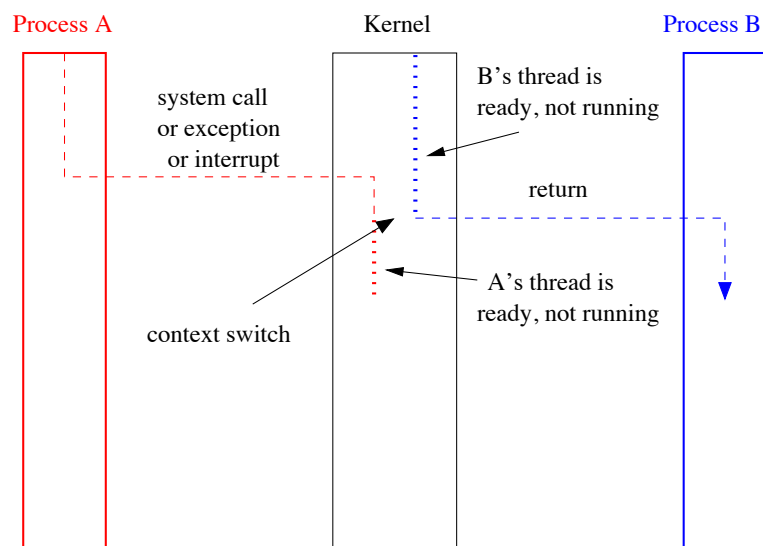 Process A
Kernel
Process B
system call
or exception
or interrupt
B’s thread is
ready, not running
return
A’s thread is
ready, not running
context switch